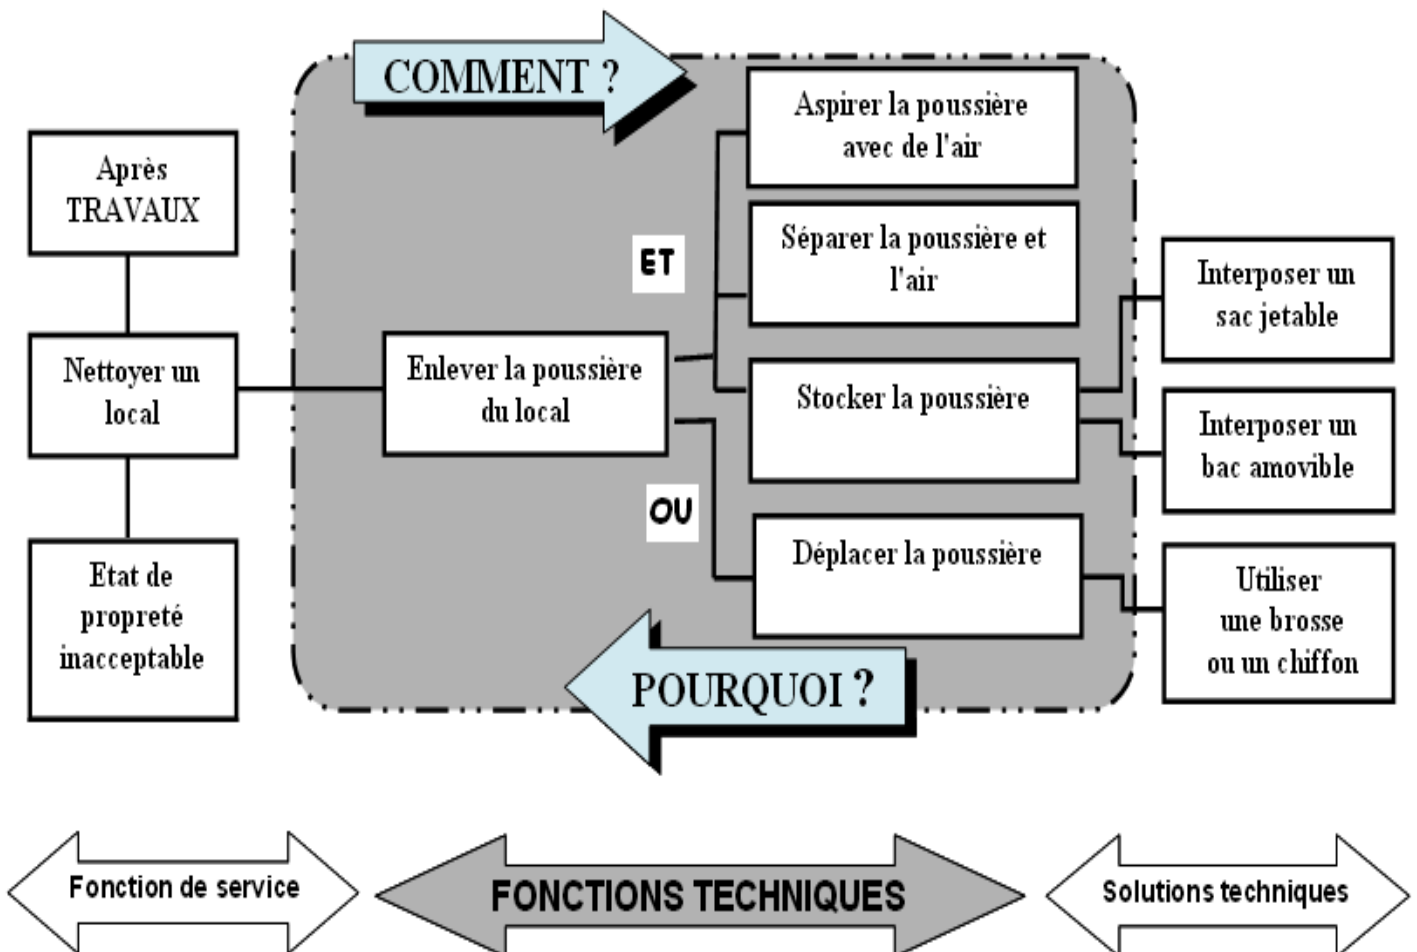 COMMENT ?
Après
TRAVAUX
Nettoyer un
local
Etat de
propreté
inacceptable
Enlever la poussière
du local
ET
OU
Aspirer la poussière
avec de l'air
Séparer la poussière et
l'air
Stocker la poussière
Déplacer la poussière
Interposer un
sac jetable
Interposer un
bac amovible
Utiliser
une brosse
ou un chiffon
POURQUOI ?
Fonction de service
FONCTIONS TECHNIQUES
Solutions techniques